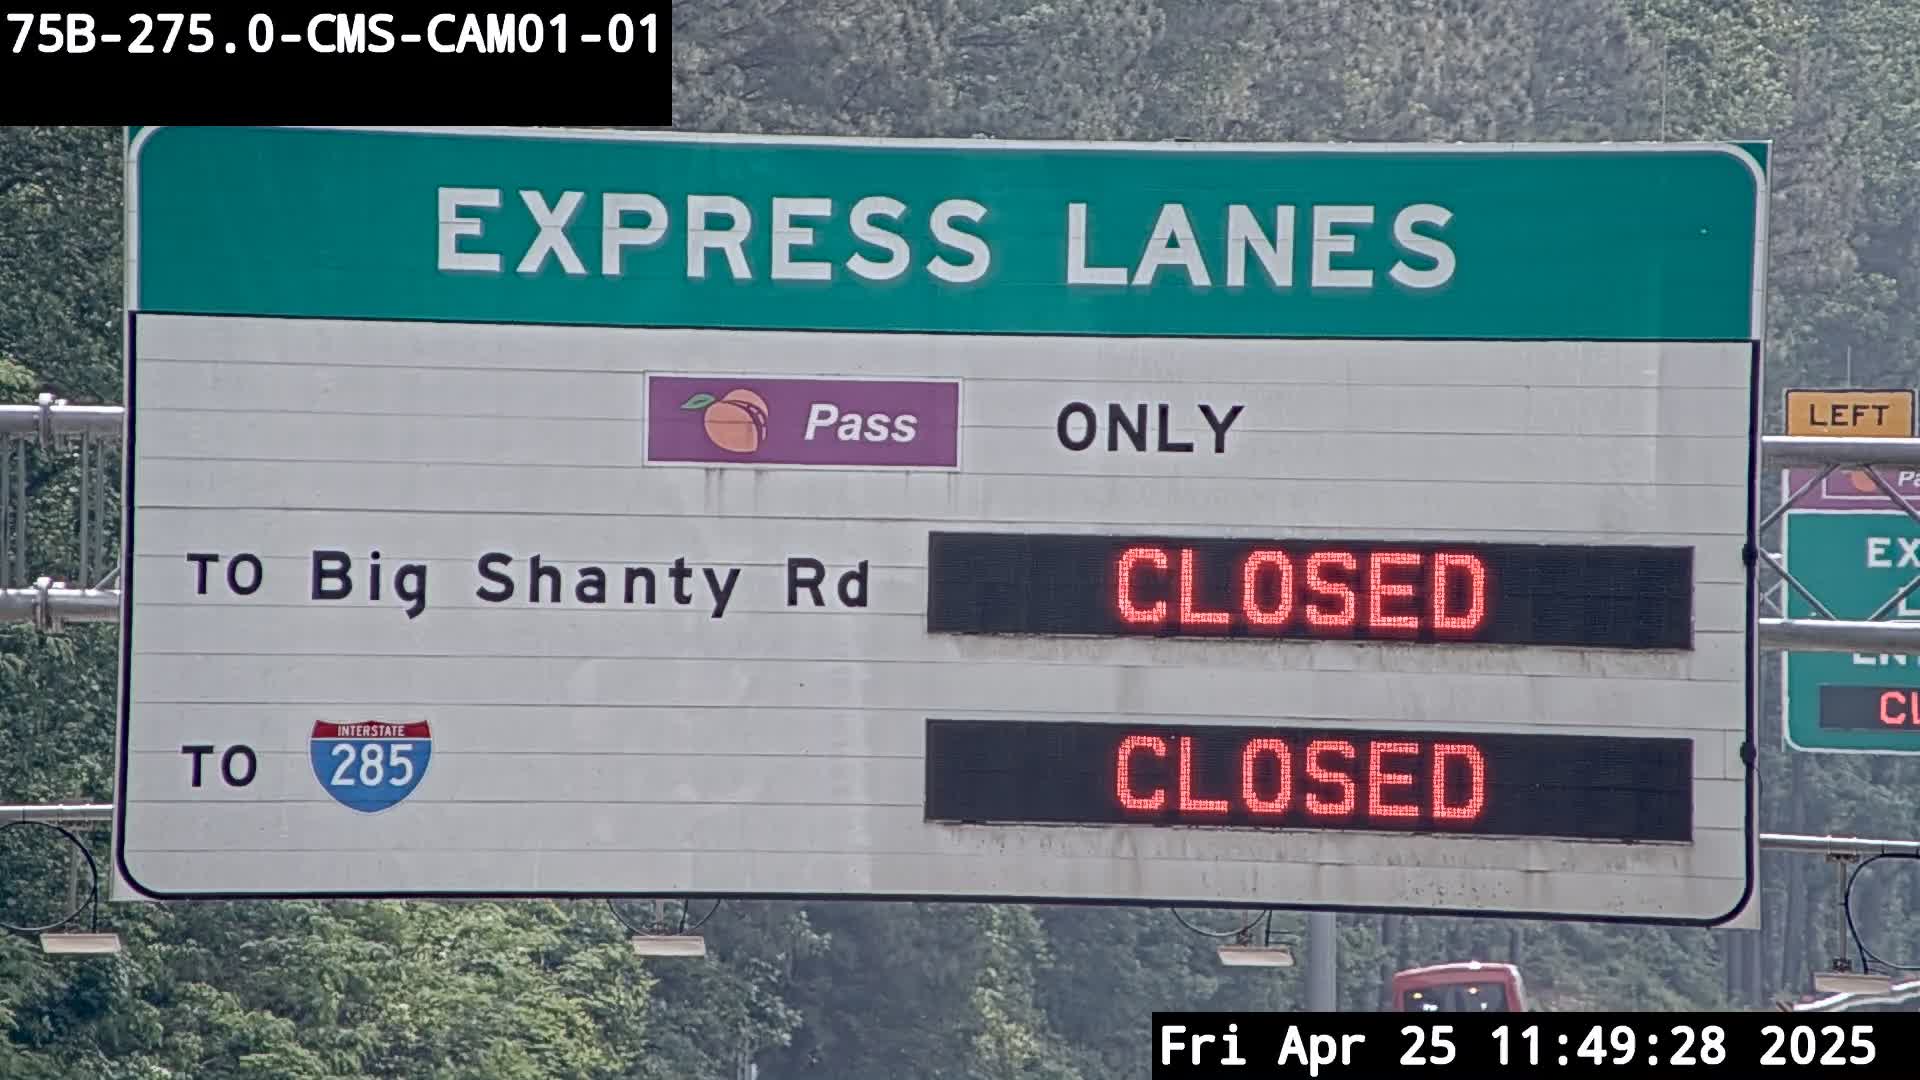 75B-275.0-CMS-CAM01-01
EXPRESS LANES
Pass ONLY
TO Big Shanty Rd CLOSED
TO INTERSTATE 285 CLOSED
LEFT
Fri Apr 25 11:49:28 2025